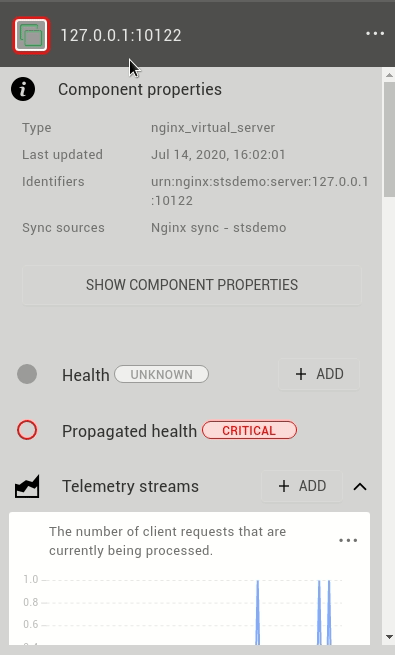 127.0.0.1:10122
Component properties
Type nginx_virtual_server
Last updated Jul 14, 2020, 16:02:01
Identifiers urn:nginx:stsdemo:server:127.0.0.1
:10122
Sync sources Nginx sync - stsdemo
SHOW COMPONENT PROPERTIES
Health UNKNOWN + ADD
Propagated health CRITICAL
Telemetry streams + ADD
The number of client requests that are
currently being processed.
1.0
0.8
0.6